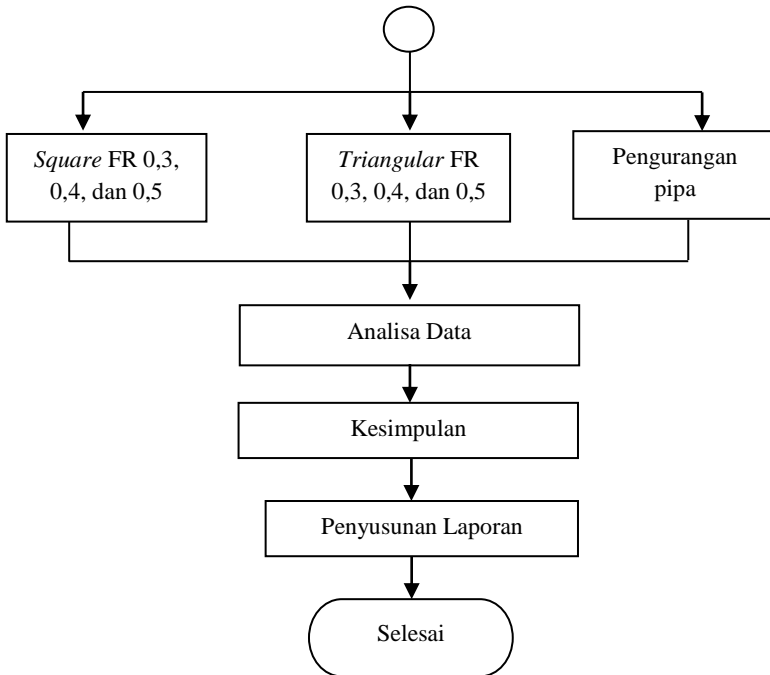 Square FR 0,3,
0,4, dan 0,5
Triangular FR
0,3, 0,4, dan 0,5
Pengurangan
pipa
Analisa Data
Kesimpulan
Penyusunan Laporan
Selesai